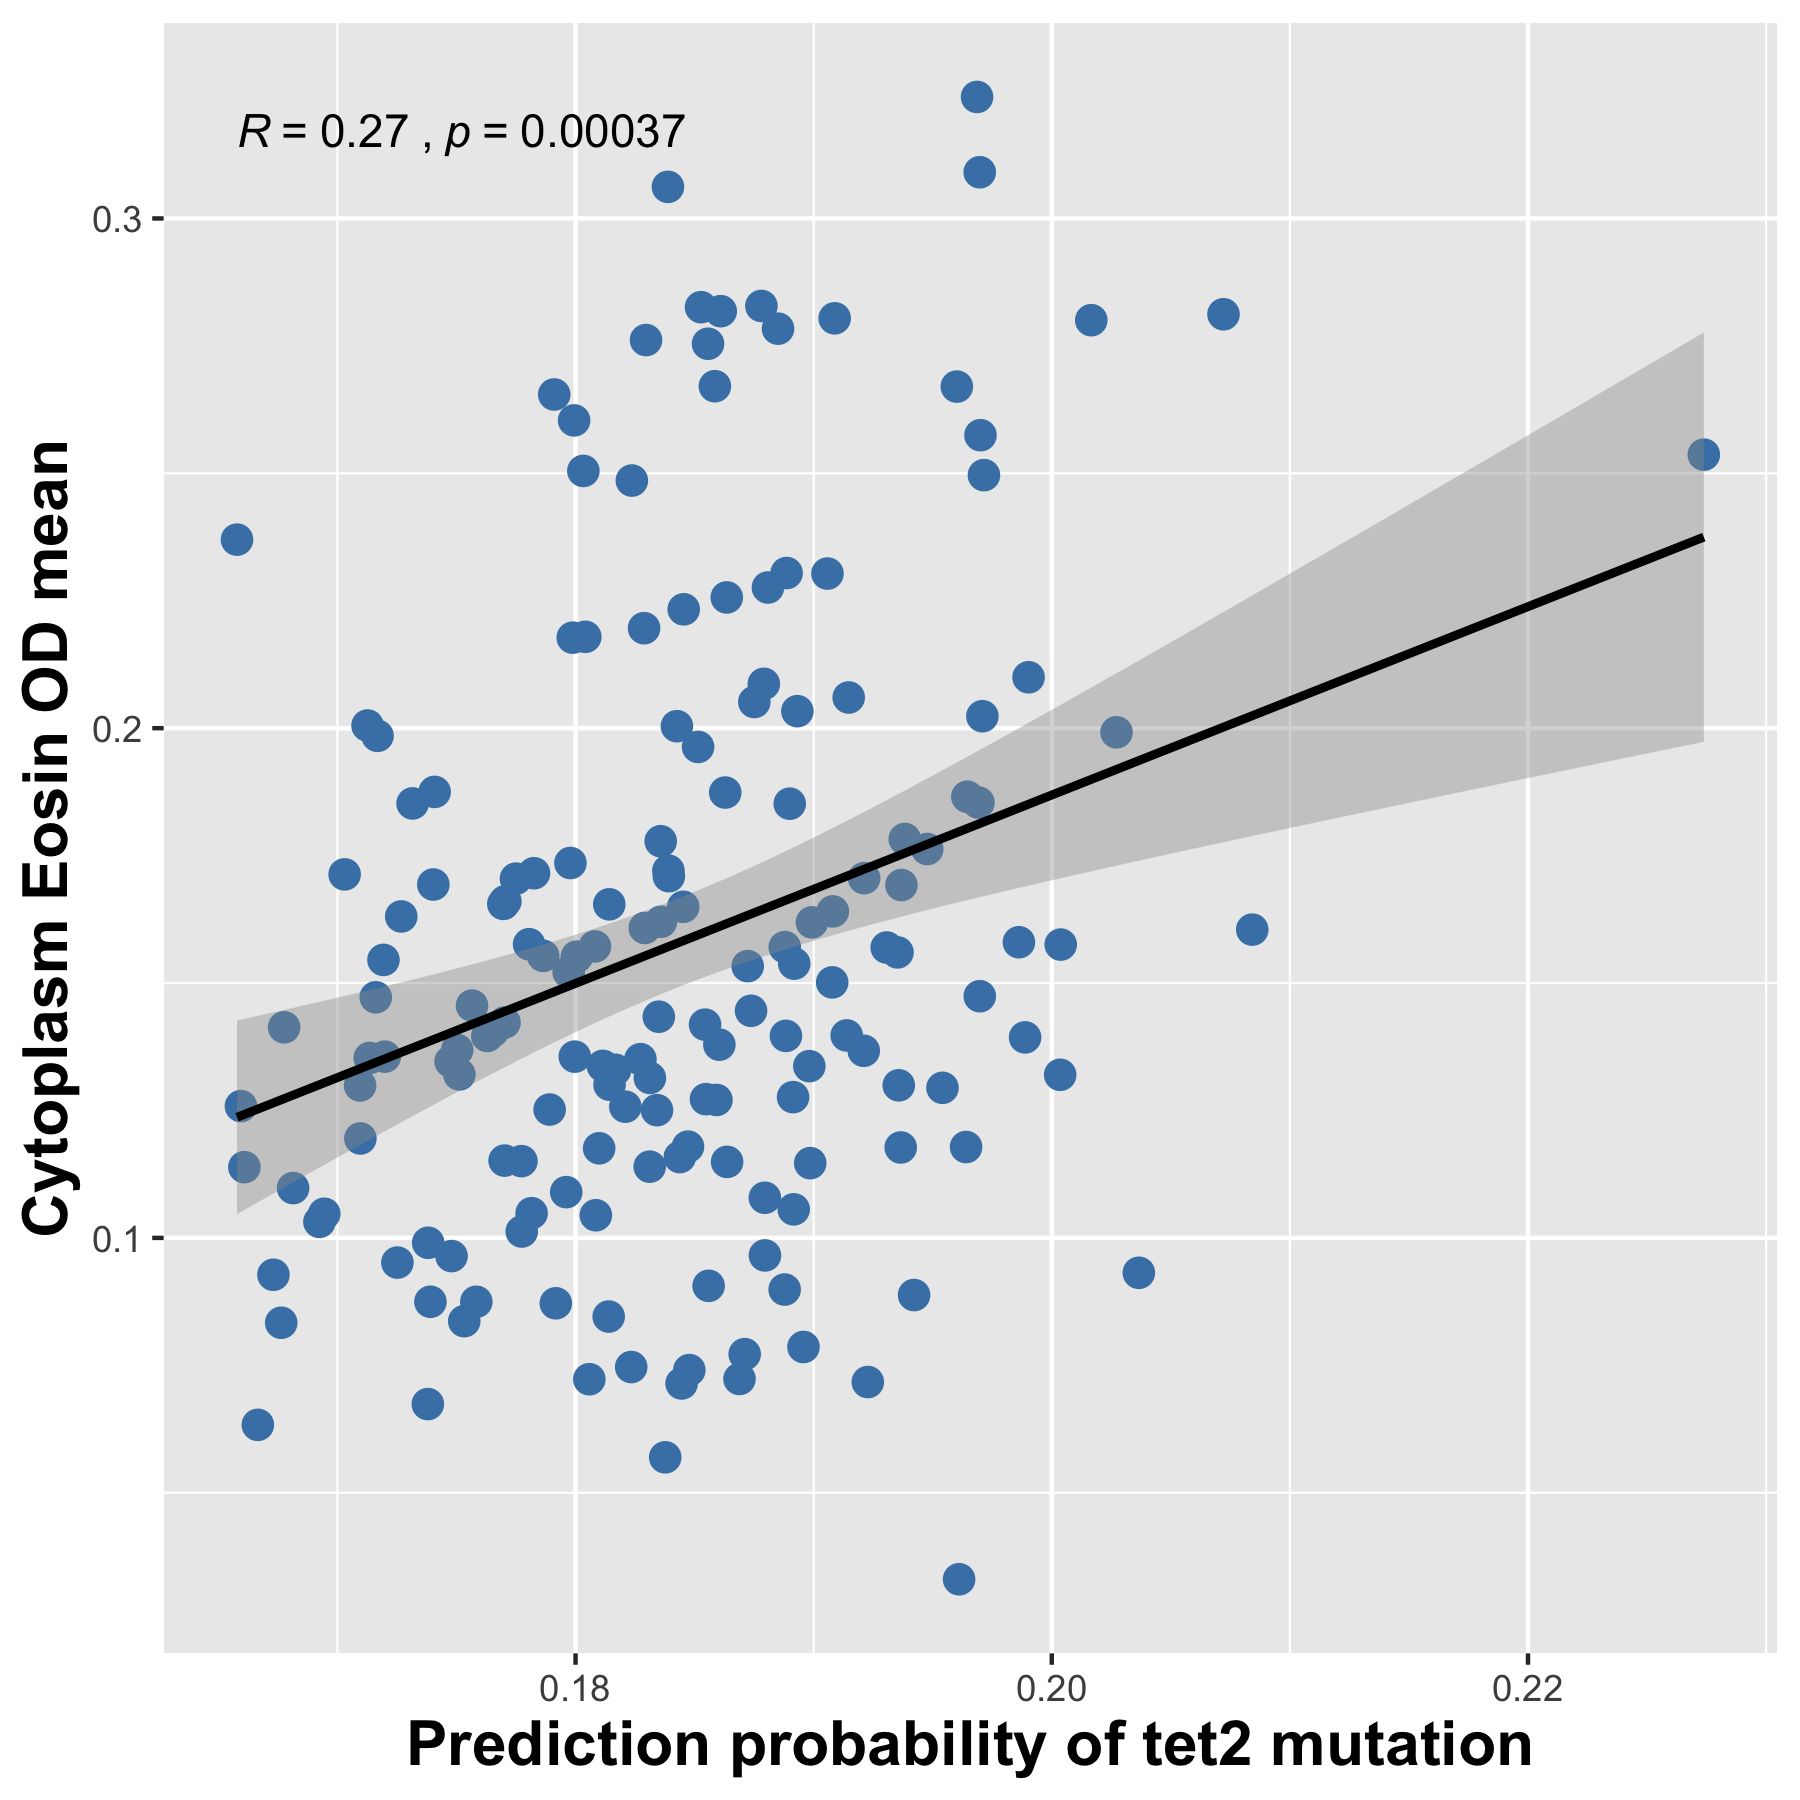 R = 0.27 , p = 0.00037
0.3
0.2
0.1
Cytoplasm Eosin OD mean
0.18 0.20 0.22
Prediction probability of tet2 mutation